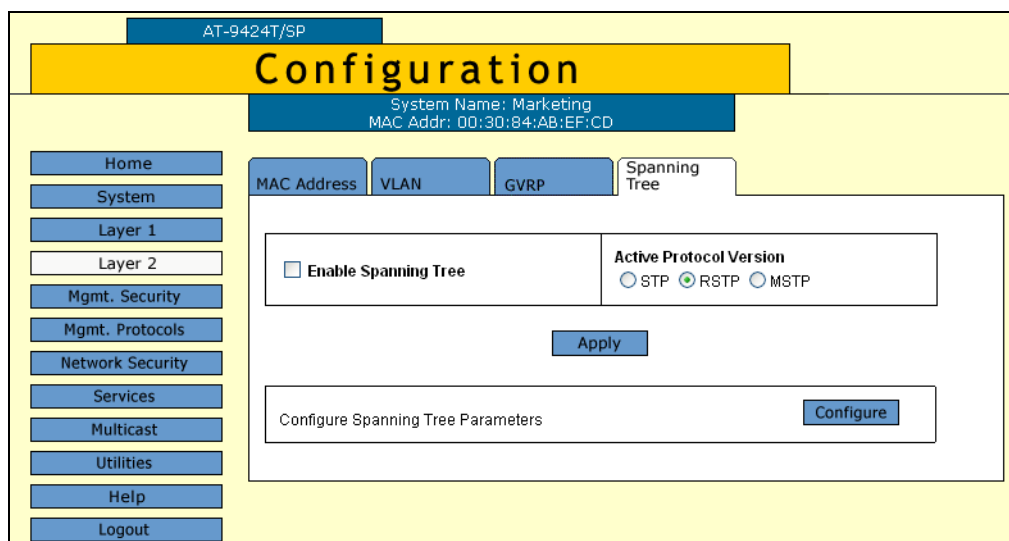 AT-9424T/SP
Configuration
System Name: Marketing
MAC Addr: 00:30:84:AB:EF:CD
Home
System
Layer 1
Layer 2
Mgmt. Security
Mgmt. Protocols
Network Security
Services
Multicast
Utilities
Help
Logout
MAC Address
VLAN
GVRP
Spanning
Tree
Enable Spanning Tree
Active Protocol Version
STP RSTP MSTP
Apply
Configure Spanning Tree Parameters
Configure